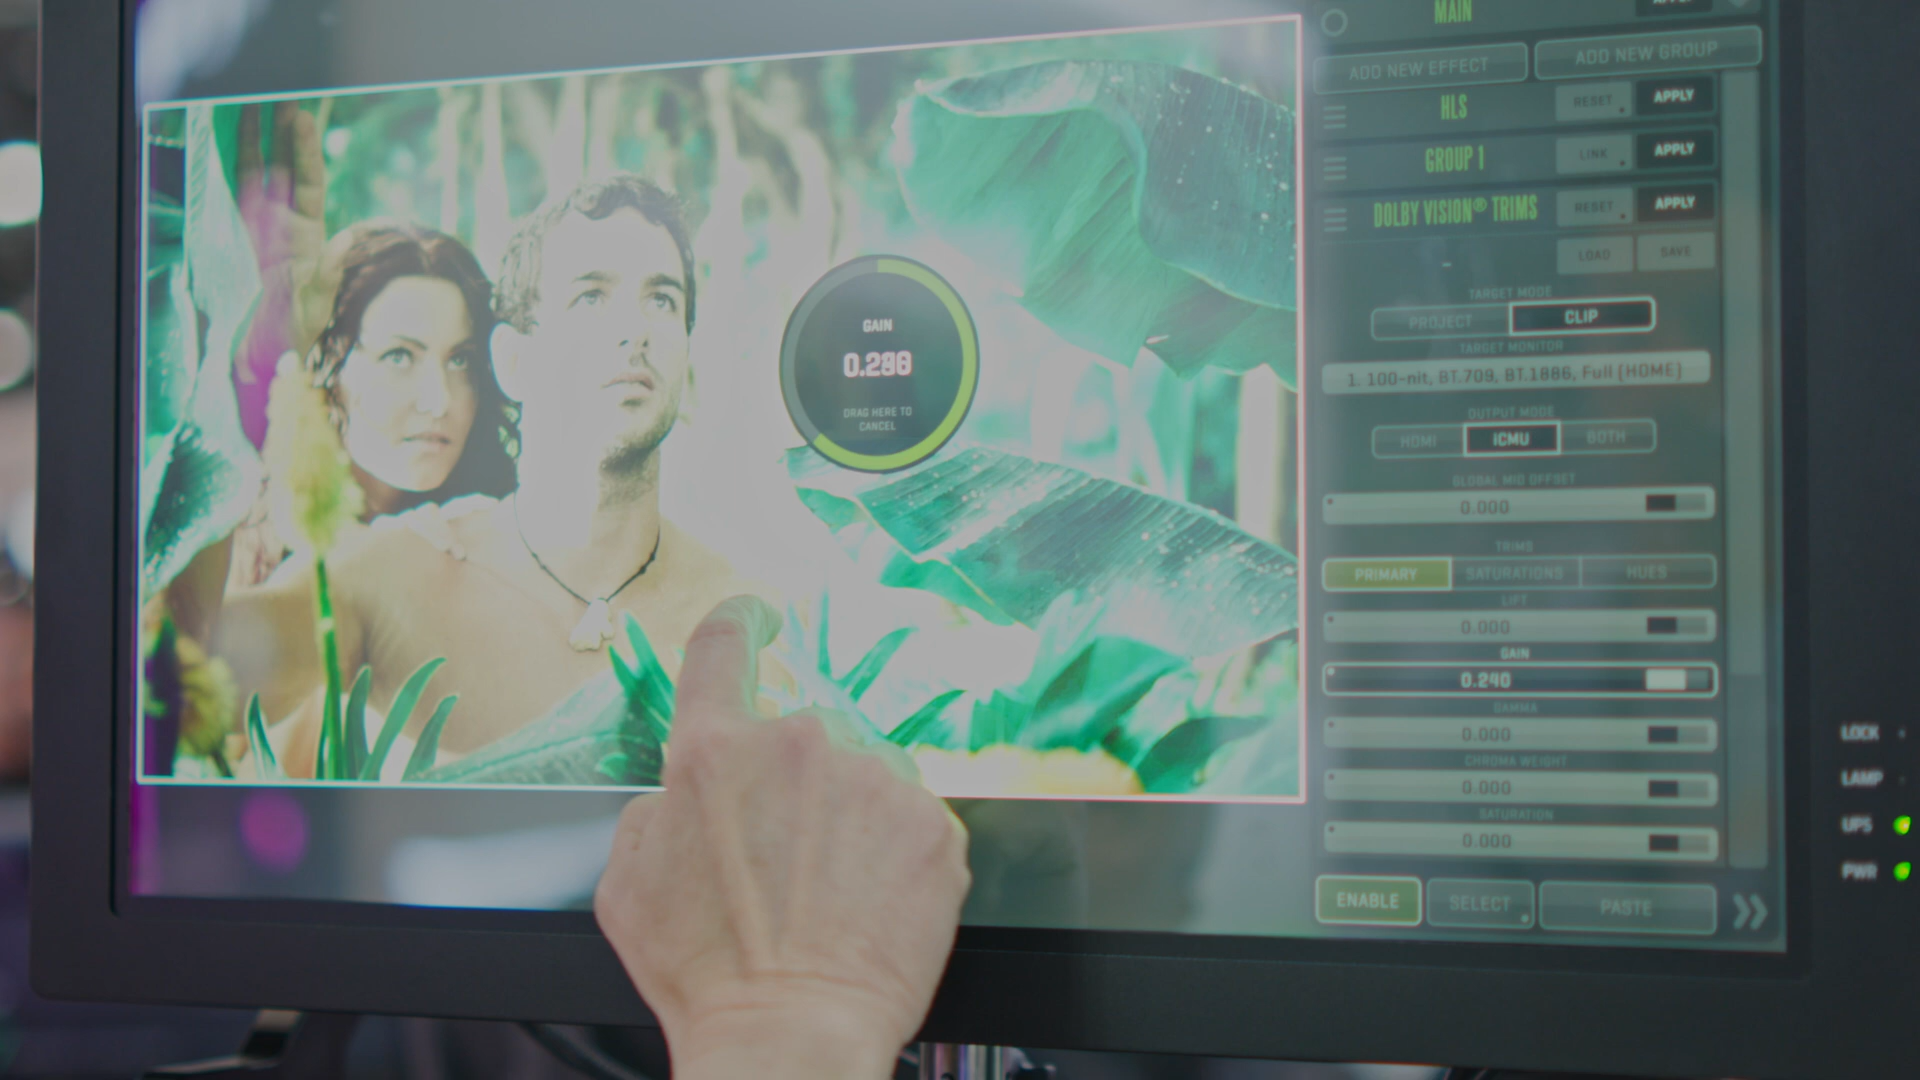 MAIN
APPLY
ADD NEW EFFECT
ADD NEW GROUP
HLS
RESET
APPLY
GROUP 1
LINK
APPLY
DOLBY VISION® TRIMS
RESET
APPLY
LOAD
SAVE
TARGET MODE
PROJECT
CLIP
TARGET MONITOR
1. 100-nit, BT.709, BT.1886, Full (HOME)
OUTPUT MODE
HDMI
iCMU
BOTH
GLOBAL MID OFFSET
0.000
TRIMS
PRIMARY
SATURATIONS
HUES
LIFT
0.000
GAIN
0.240
GAMMA
0.000
CHROMA WEIGHT
0.000
SATURATION
0.000
ENABLE
SELECT
PASTE
GAIN
DRAG HERE TO
CANCEL
LOCK
LAMP
UPS
PWR